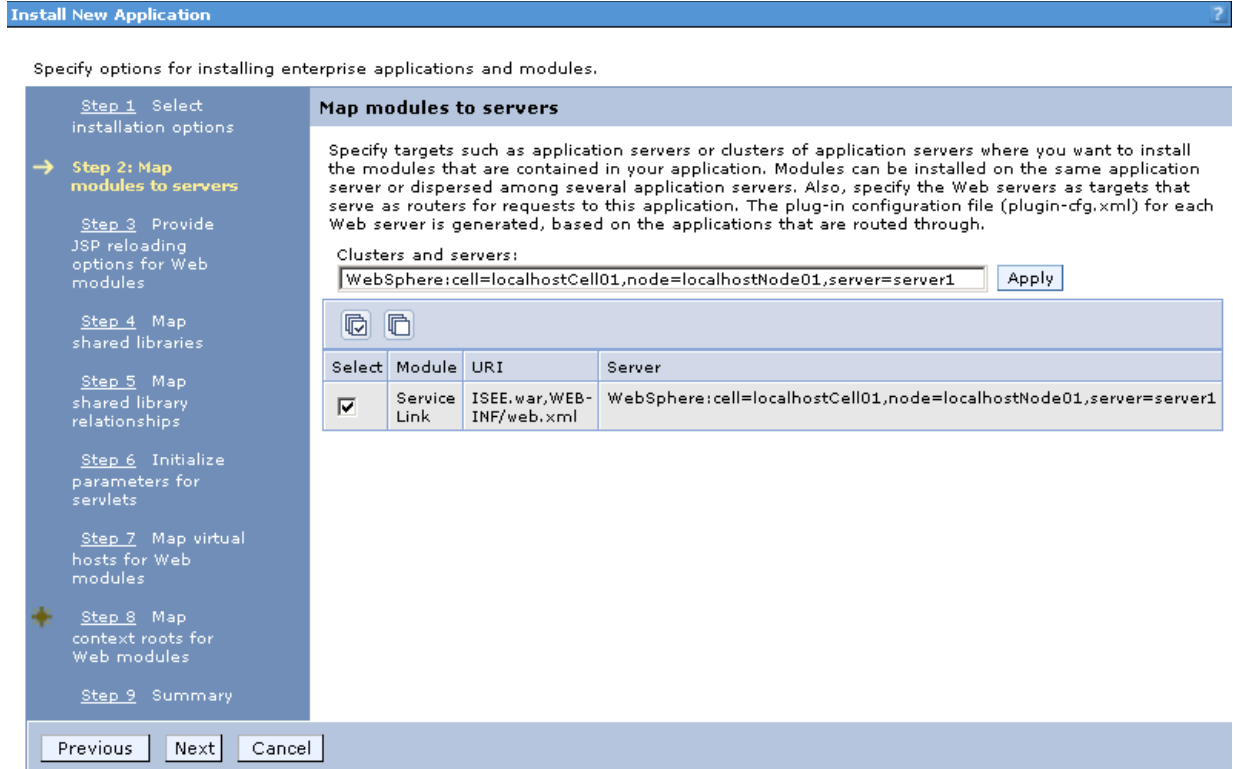 Install New Application
?
Specify options for installing enterprise applications and modules.
Step 1 Select
installation options
Step 2: Map
modules to servers
Step 3 Provide
JSP reloading
options for Web
modules
Step 4 Map
shared libraries
Step 5 Map
shared library
relationships
Step 6 Initialize
parameters for
servlets
Step 7 Map virtual
hosts for Web
modules
Step 8 Map
context roots for
Web modules
Step 9 Summary
Map modules to servers
Specify targets such as application servers or clusters of application servers where you want to install
the modules that are contained in your application. Modules can be installed on the same application
server or dispersed among several application servers. Also, specify the Web servers as targets that
serve as routers for requests to this application. The plug-in configuration file (plugin-cfg.xml) for each
Web server is generated, based on the applications that are routed through.
Clusters and servers:
WebSphere:cell=localhostCell01,node=localhostNode01,server=server1 Apply
Select Module URI Server
Service ISEE.war,WEB- WebSphere:cell=localhostCell01,node=localhostNode01,server=server1
Link INF/web.xml
Previous Next Cancel